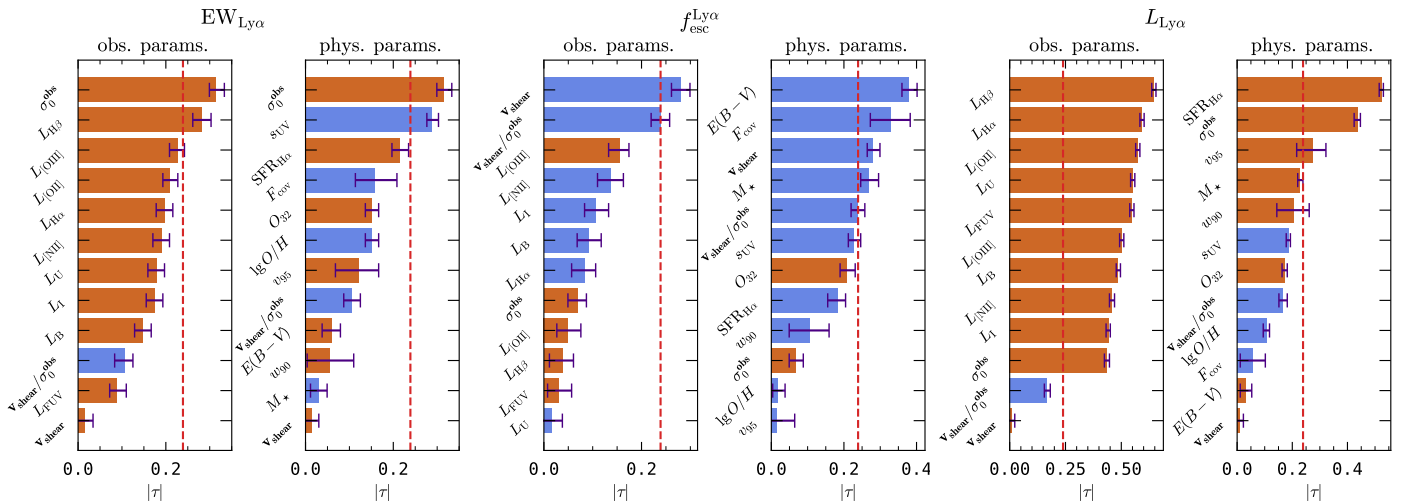 EW_Lyα
f_esc^Lyα
L_Lyα
obs. params.
phys. params.
obs. params.
phys. params.
obs. params.
phys. params.
σ_0^obs
L_Hβ
L_[OIII]
L_[OII]
L_Hα
L_[NII]
L_U
L_I
L_B
v_shear/σ_0^obs
L_FUV
v_shear
0.0 0.2
|τ|
σ_0^obs
s_UV
SFR_Hα
F_cov
O_32
lgO/H
v_95
v_shear/σ_0^obs
E(B−V)
w_90
M_⋆
v_shear
0.0 0.2
|τ|
v_shear
v_shear/σ_0^obs
L_[OIII]
L_[NII]
L_I
L_B
L_Hα
σ_0^obs
L_[OII]
L_Hβ
L_FUV
L_U
0.0 0.2
|τ|
E(B−V)
F_cov
v_shear
M_⋆
v_shear/σ_0^obs
s_UV
O_32
SFR_Hα
w_90
σ_0^obs
lgO/H
v_95
0.0 0.2 0.4
|τ|
L_Hβ
L_Hα
L_[OII]
L_U
L_FUV
L_[OIII]
L_B
L_[NII]
L_I
σ_0^obs
v_shear/σ_0^obs
v_shear
0.00 0.25 0.50
|τ|
SFR_Hα
σ_0^obs
v_95
M_⋆
w_90
s_UV
O_32
v_shear/σ_0^obs
lgO/H
F_cov
E(B−V)
v_shear
0.0 0.2 0.4
|τ|